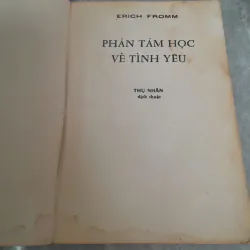 ERICH FROMM
PHÂN TÂM HỌC
VỀ TÌNH YÊU
THỤ NHÂN
dịch thuật